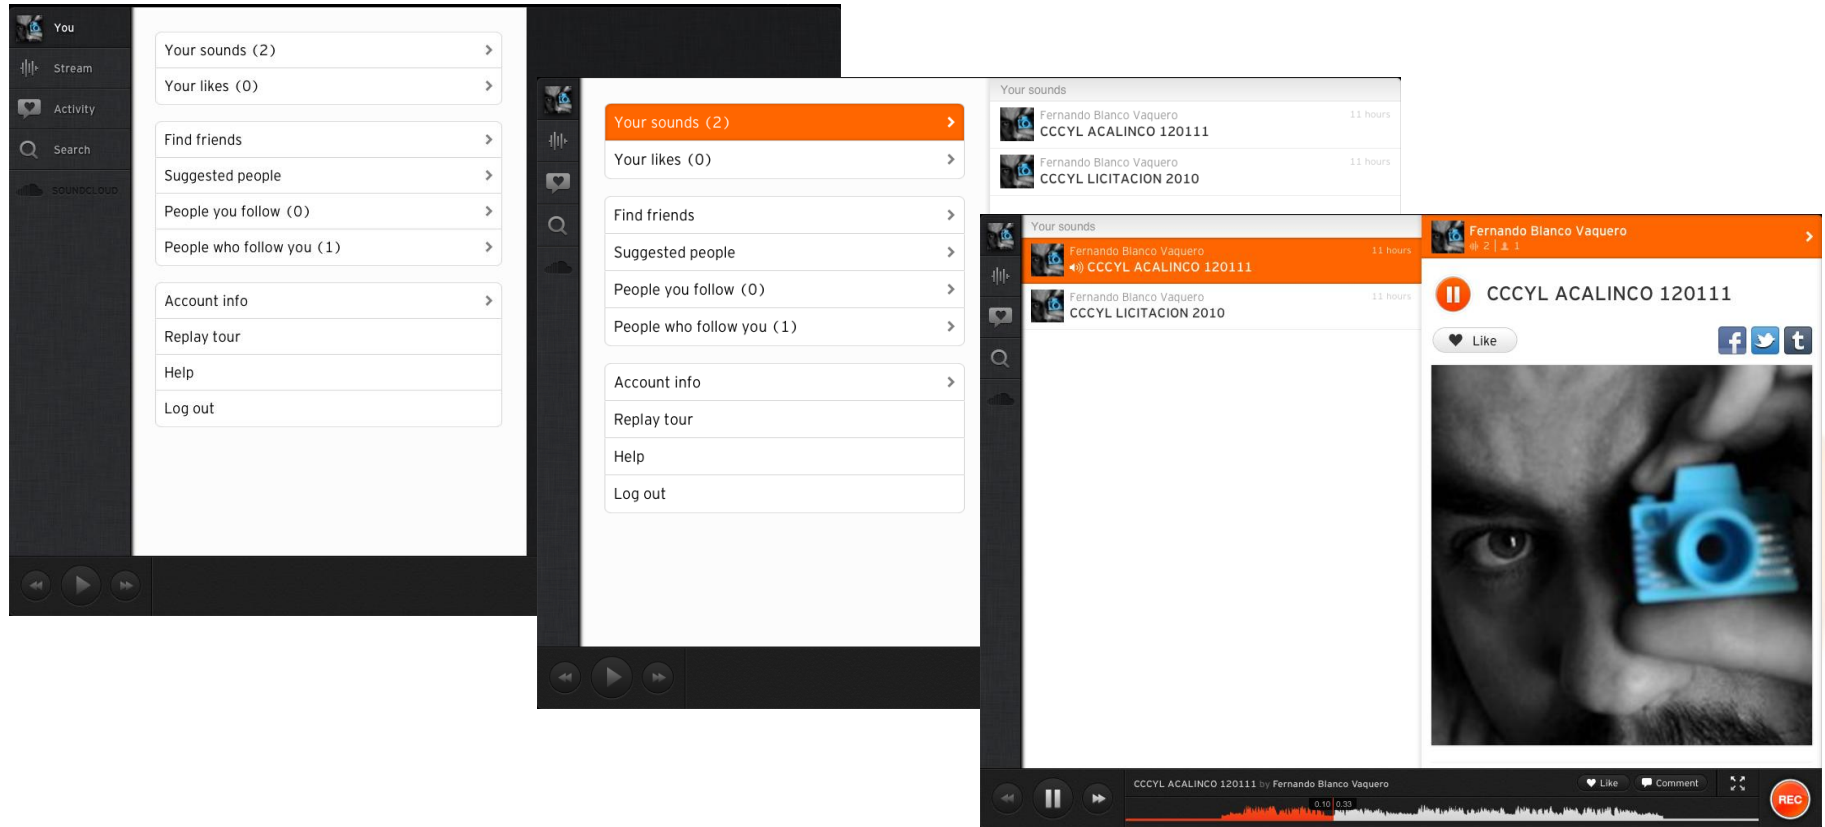 You
Stream
Activity
Search
SOUNDCLOUD
Your sounds (2)
Your likes (0)
Find friends
Suggested people
People you follow (0)
People who follow you (1)
Account info
Replay tour
Help
Log out
Your sounds (2)
Your likes (0)
Find friends
Suggested people
People you follow (0)
People who follow you (1)
Account info
Replay tour
Help
Log out
Your sounds
Fernando Blanco Vaquero 11 hours
CCCYL ACALINCO 120111
Fernando Blanco Vaquero 11 hours
CCCYL LICITACION 2010
Your sounds
Fernando Blanco Vaquero 11 hours
CCCYL ACALINCO 120111
Fernando Blanco Vaquero 11 hours
CCCYL LICITACION 2010
Fernando Blanco Vaquero
2 | 1
CCCYL ACALINCO 120111
Like
f t
CCCYL ACALINCO 120111 by Fernando Blanco Vaquero
Like Comment
0.10 0.33
REC